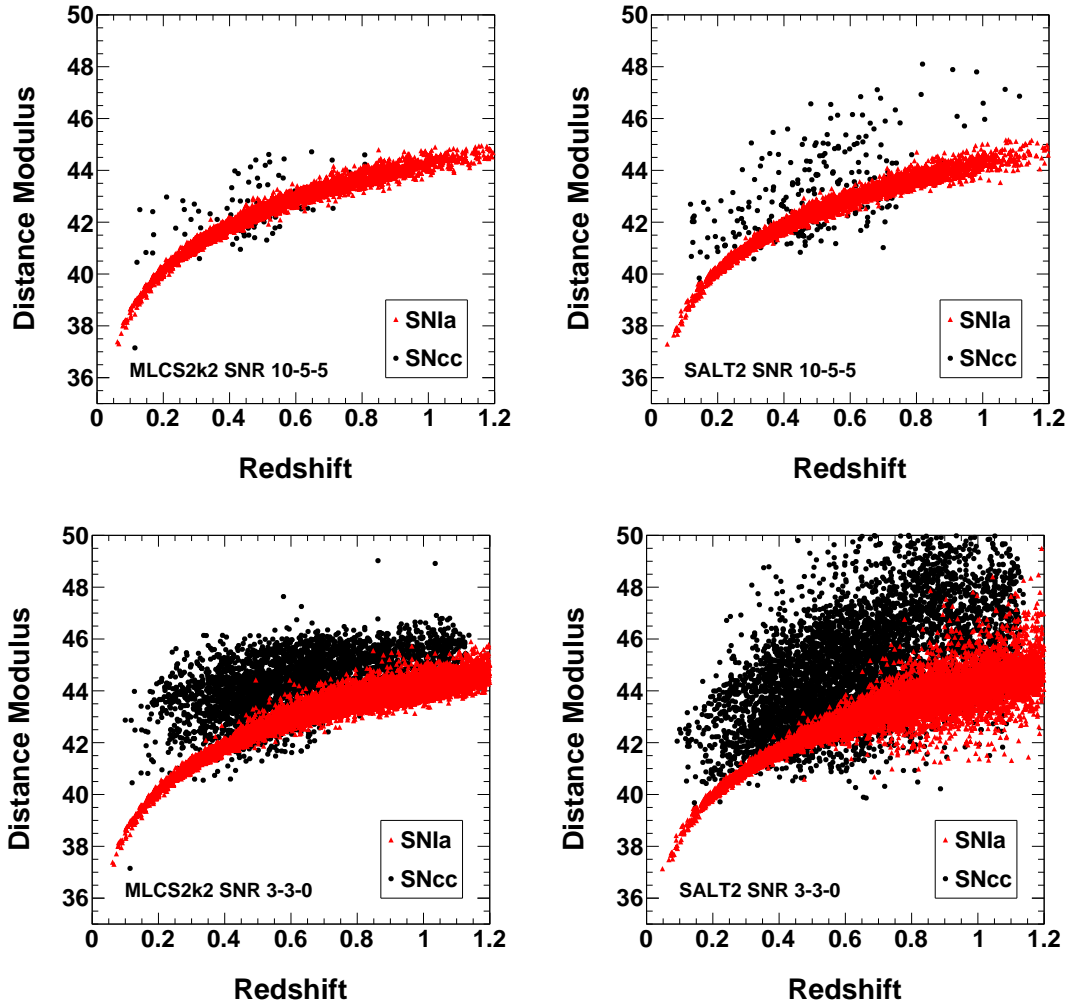 50
48
46
44
42
40
38
36
Distance Modulus
SNIa
SNcc
MLCS2k2 SNR 10-5-5
0 0.2 0.4 0.6 0.8 1 1.2
Redshift
50
48
46
44
42
40
38
36
Distance Modulus
SNIa
SNcc
SALT2 SNR 10-5-5
0 0.2 0.4 0.6 0.8 1 1.2
Redshift
50
48
46
44
42
40
38
36
Distance Modulus
SNIa
SNcc
MLCS2k2 SNR 3-3-0
0 0.2 0.4 0.6 0.8 1 1.2
Redshift
50
48
46
44
42
40
38
36
Distance Modulus
SNIa
SNcc
SALT2 SNR 3-3-0
0 0.2 0.4 0.6 0.8 1 1.2
Redshift